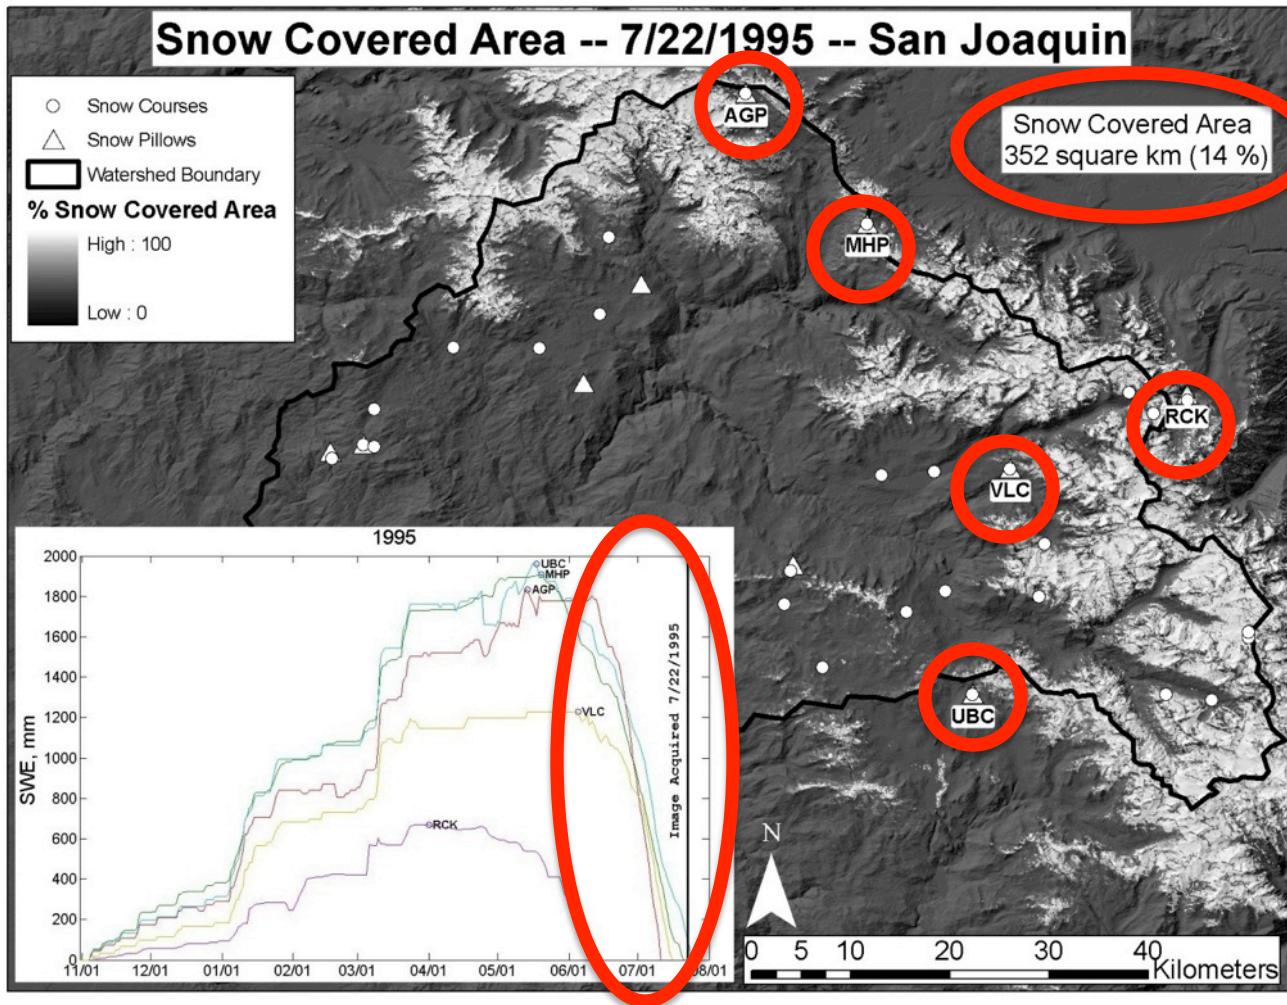 Snow Covered Area -- 7/22/1995 -- San Joaquin
Snow Courses
Snow Pillows
Watershed Boundary
% Snow Covered Area
High : 100
Low : 0
AGP
Snow Covered Area
352 square km (14 %)
MHP
RCK
VLC
UBC
1995
SWE, mm
2000
1800
1600
1400
1200
1000
800
600
400
200
0
UBC
MHP
AGP
VLC
RCK
Image Acquired 7/22/1995
11/01 12/01 01/01 02/01 03/01 04/01 05/01 06/01 07/01 08/01
N
0 5 10 20 30 40
Kilometers